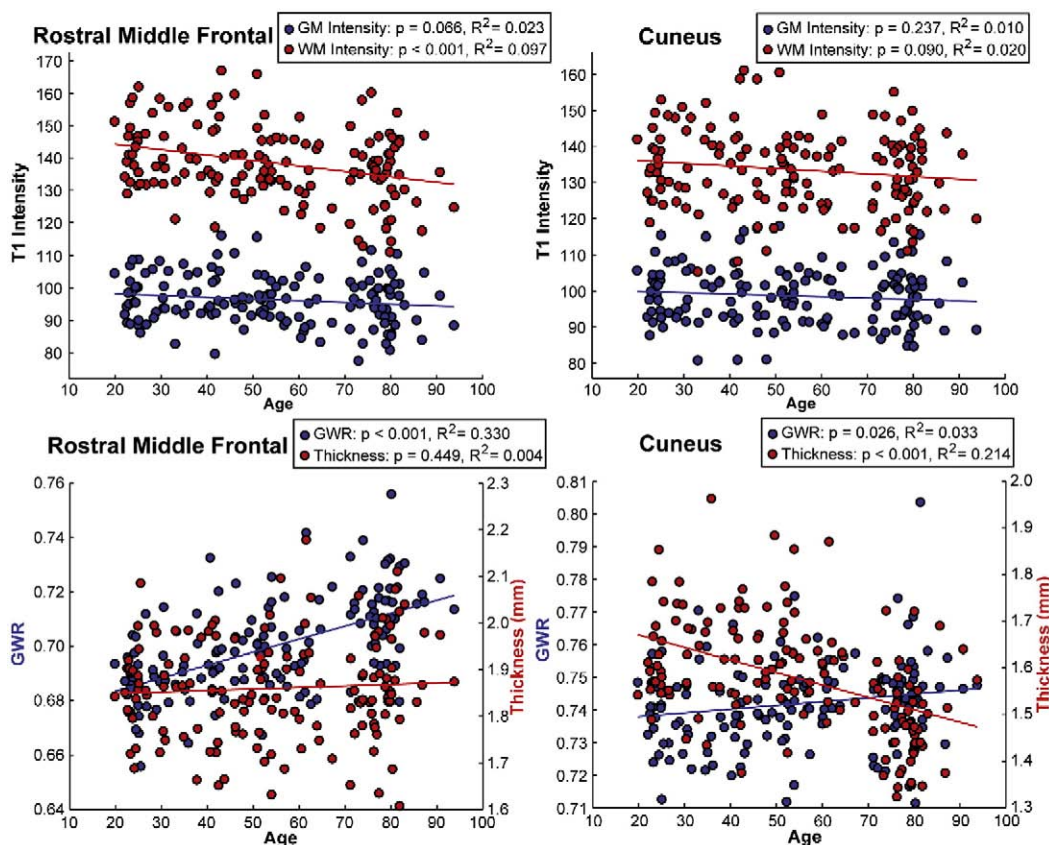 Rostral Middle Frontal
GM Intensity: p = 0.066, R² = 0.023
WM Intensity: p < 0.001, R² = 0.097
T1 Intensity
170
160
150
140
130
120
110
100
90
80
10 20 30 40 50 60 70 80 90 100
Age
Cuneus
GM Intensity: p = 0.237, R² = 0.010
WM Intensity: p = 0.090, R² = 0.020
T1 Intensity
160
150
140
130
120
110
100
90
80
10 20 30 40 50 60 70 80 90 100
Age
Rostral Middle Frontal
GWR: p < 0.001, R² = 0.330
Thickness: p = 0.449, R² = 0.004
GWR
0.76
0.74
0.72
0.70
0.68
0.66
0.64
Thickness (mm)
2.3
2.2
2.1
2.0
1.9
1.8
1.7
1.6
10 20 30 40 50 60 70 80 90 100
Age
Cuneus
GWR: p = 0.026, R² = 0.033
Thickness: p < 0.001, R² = 0.214
GWR
0.81
0.80
0.79
0.78
0.77
0.76
0.75
0.74
0.73
0.72
0.71
Thickness (mm)
2.0
1.9
1.8
1.7
1.6
1.5
1.4
1.3
10 20 30 40 50 60 70 80 90 100
Age